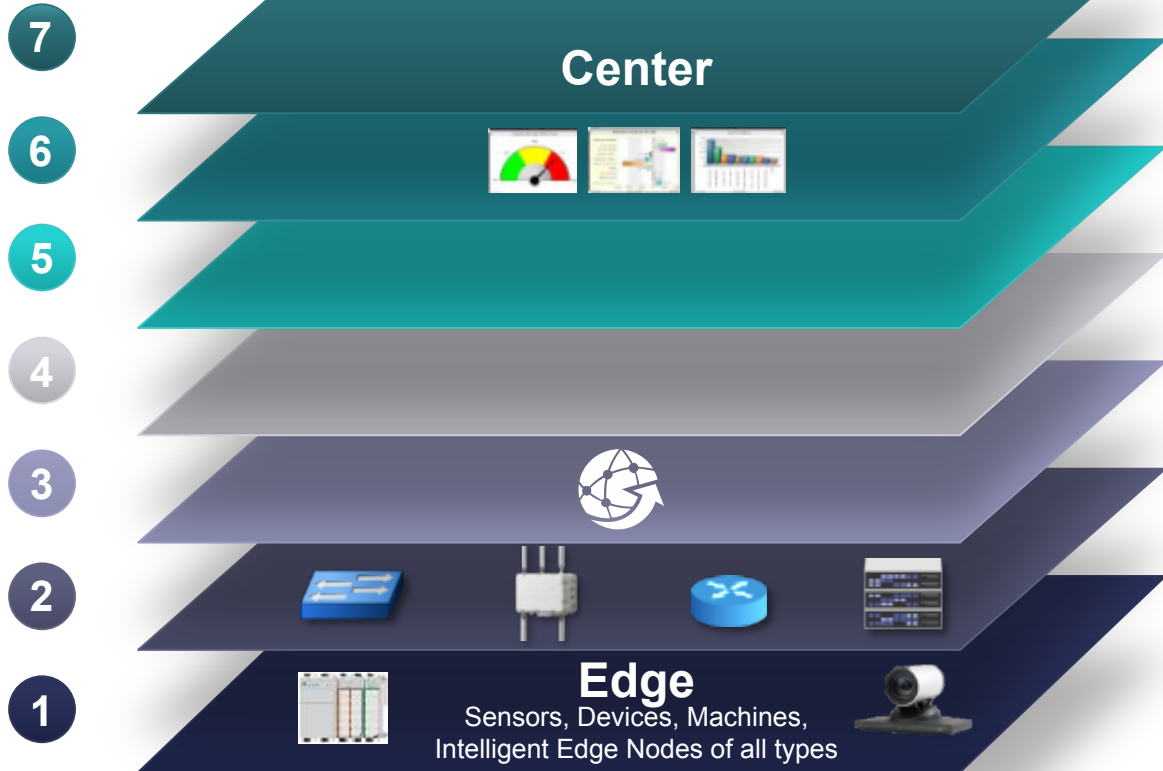 7
Center
6
5
4
3
2
1
Edge
Sensors, Devices, Machines,
Intelligent Edge Nodes of all types